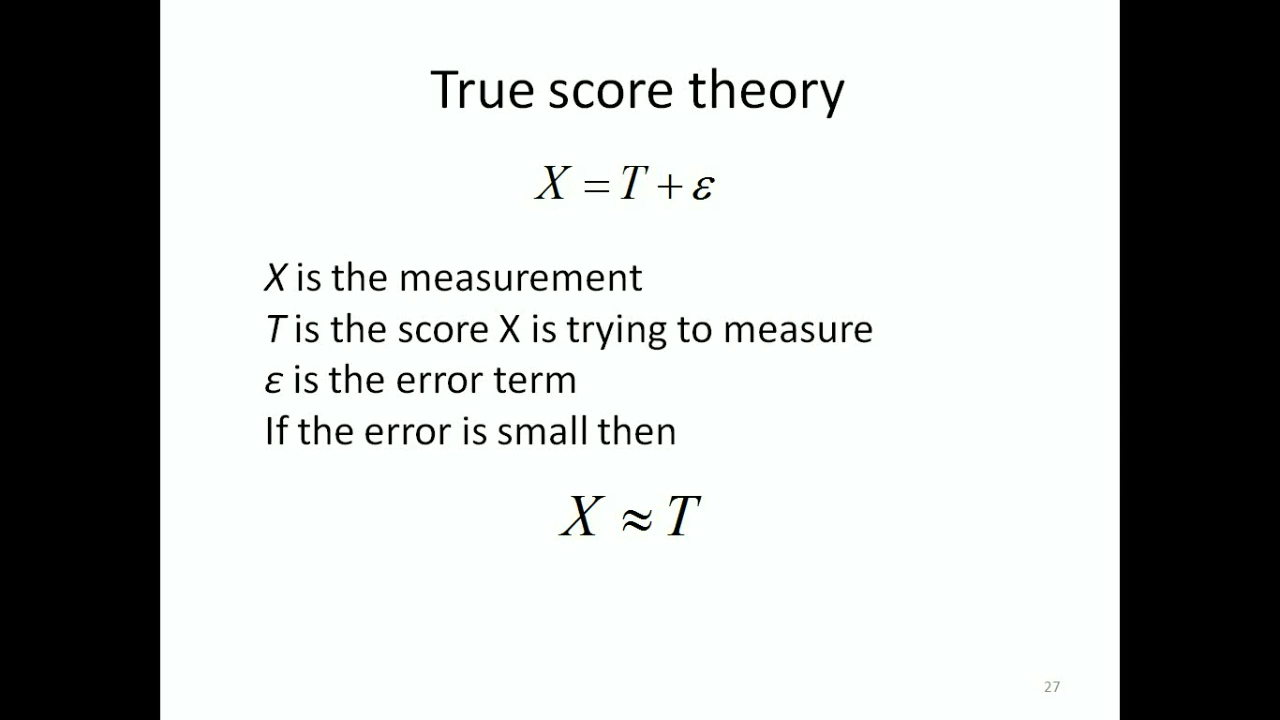 True score theory
X = T + ε
X is the measurement
T is the score X is trying to measure
ε is the error term
If the error is small then
X ≈ T
27